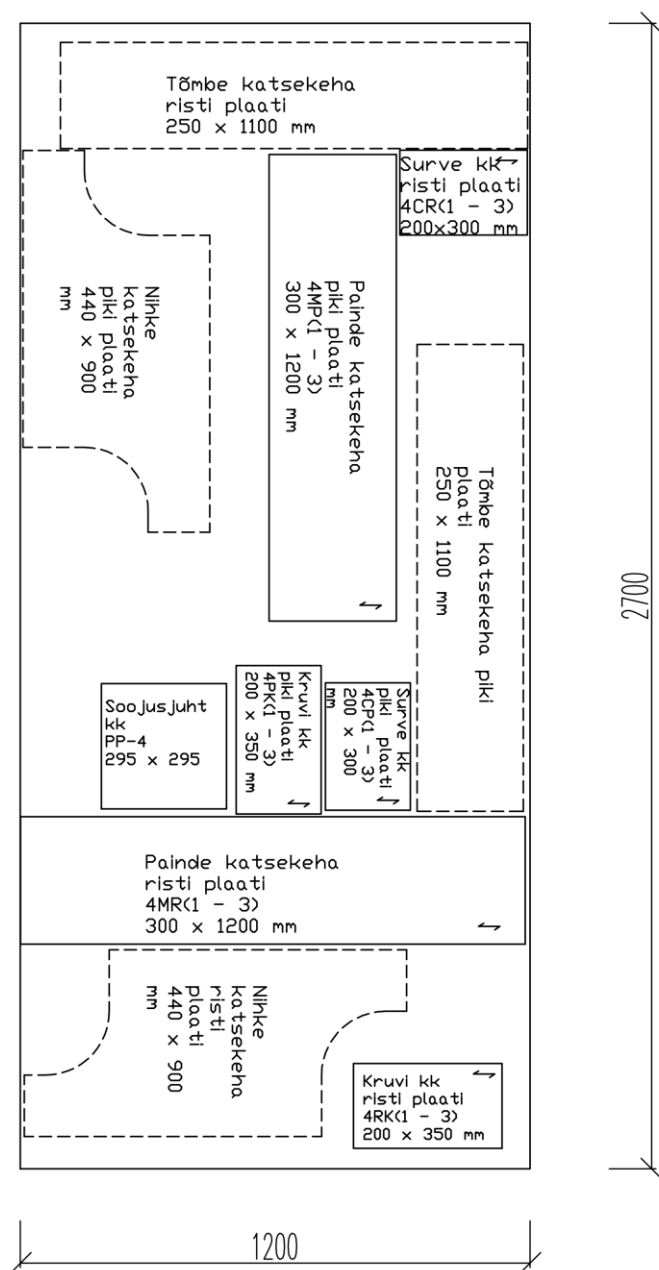 Tõmbe katsekeha
risti plaati
250 x 1100 mm
Surve kk
risti plaati
4CR(1 - 3)
200x300 mm
Nihke
katsekeha
piki plaati
440 x 900
mm
Painde katsekeha
piki plaati
4MP(1 - 3)
300 x 1200 mm
Tõmbe katsekeha piki
plaati
250 x 1100 mm
2700
Soojusjuht
kk
PP-4
295 x 295
Kruvi kk
piki plaati
4PK(1 - 3)
200 x 350 mm
Surve kk
piki plaati
4CP(1 - 3)
200 x 300
mm
Painde katsekeha
risti plaati
4MR(1 - 3)
300 x 1200 mm
Nihke
katsekeha
risti
plaati
440 x 900
mm
Kruvi kk
risti plaati
4RK(1 - 3)
200 x 350 mm
1200